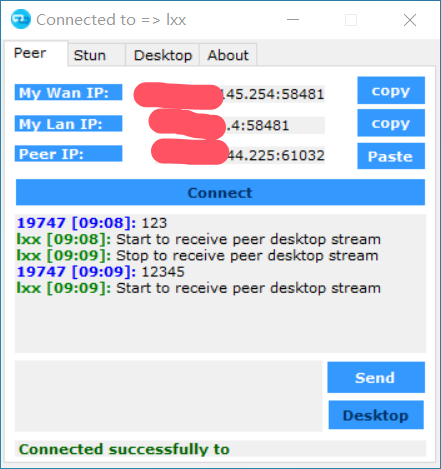 Connected to => lxx
Peer Stun Desktop About
My Wan IP: 145.254:58481 copy
My Lan IP: .4:58481 copy
Peer IP: 44.225:61032 Paste
Connect
19747 [09:08]: 123
lxx [09:08]: Start to receive peer desktop stream
lxx [09:09]: Stop to receive peer desktop stream
19747 [09:09]: 12345
lxx [09:09]: Start to receive peer desktop stream
Send
Desktop
Connected successfully to